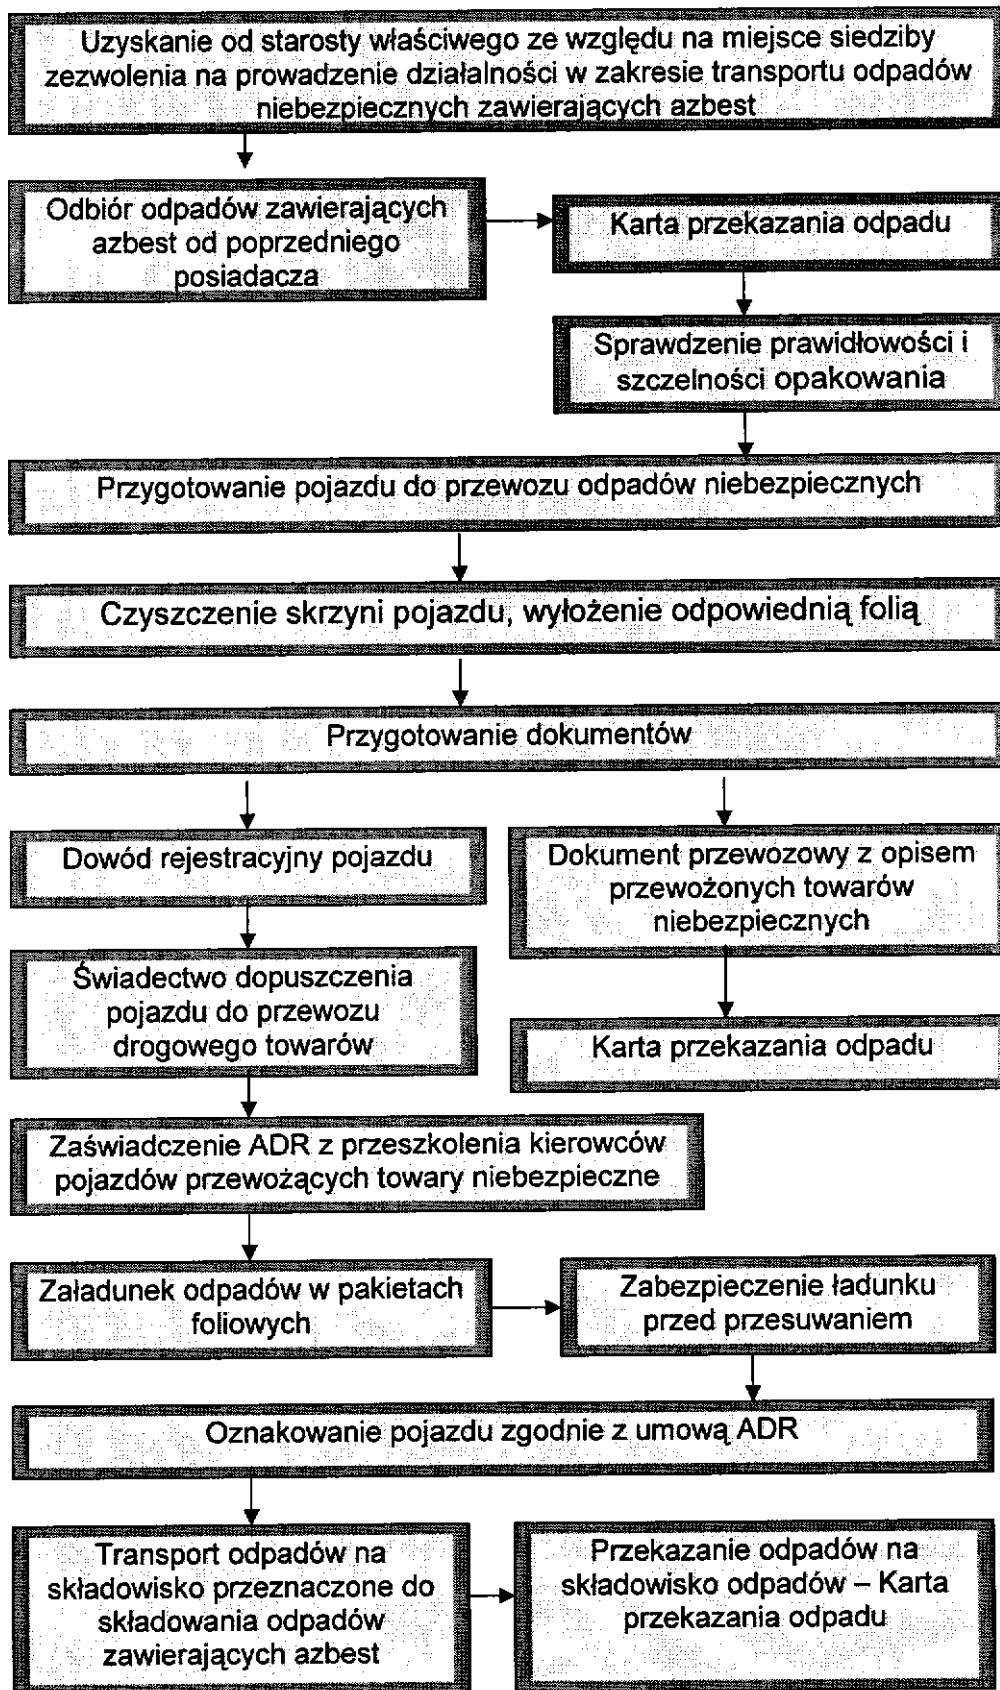 Uzyskanie od starosty właściwego ze względu na miejsce siedziby
zezwolenia na prowadzenie działalności w zakresie transportu odpadów
niebezpiecznych zawierających azbest
Odbiór odpadów zawierających
azbest od poprzedniego
posiadacza
Karta przekazania odpadu
Sprawdzenie prawidłowości i
szczelności opakowania
Przygotowanie pojazdu do przewozu odpadów niebezpiecznych
Czyszczenie skrzyni pojazdu, wyłożenie odpowiednią folią
Przygotowanie dokumentów
Dowód rejestracyjny pojazdu
Dokument przewozowy z opisem
przewożonych towarów
niebezpiecznych
Świadectwo dopuszczenia
pojazdu do przewozu
drogowego towarów
Karta przekazania odpadu
Zaświadczenie ADR z przeszkolenia kierowców
pojazdów przewożących towary niebezpieczne
Załadunek odpadów w pakietach
foliowych
Zabezpieczenie ładunku
przed przesuwaniem
Oznakowanie pojazdu zgodnie z umową ADR
Transport odpadów na
składowisko przeznaczone do
składowania odpadów
zawierających azbest
Przekazanie odpadów na
składowisko odpadów – Karta
przekazania odpadu